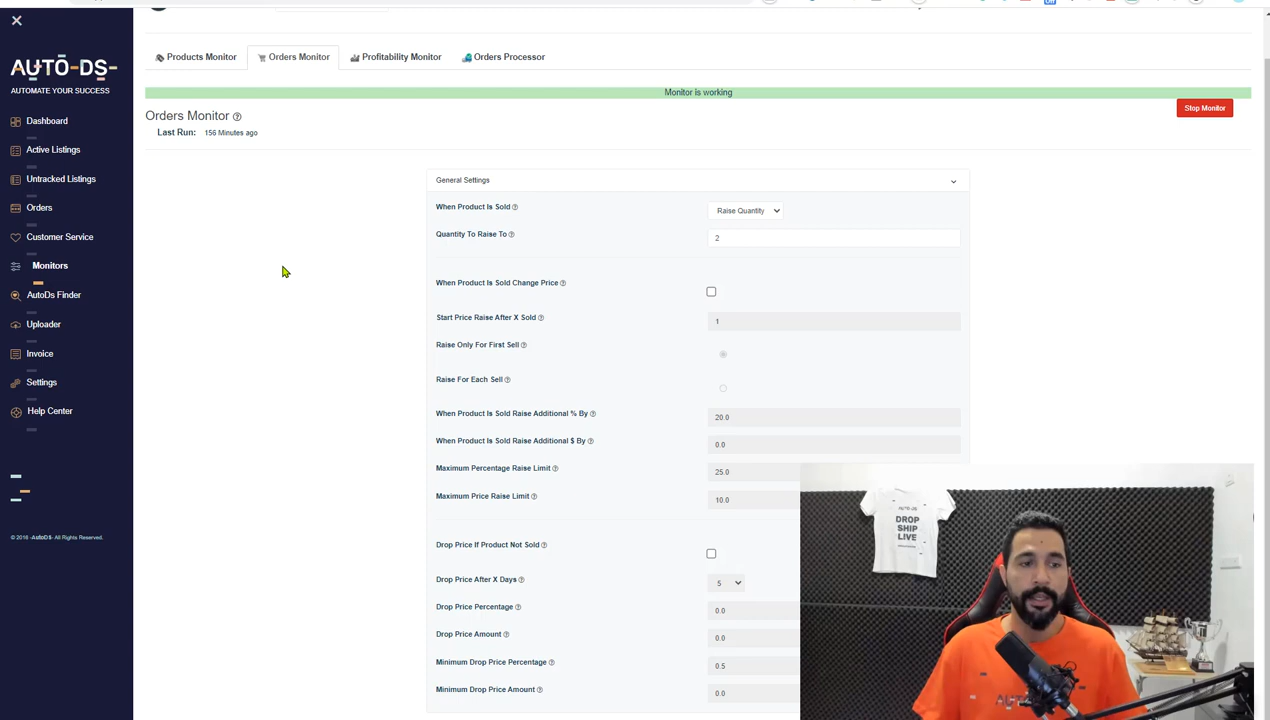 AUTO-DS-
AUTOMATE YOUR SUCCESS
Dashboard
Active Listings
Untracked Listings
Orders
Customer Service
Monitors
AutoDs Finder
Uploader
Invoice
Settings
Help Center
© 2016 -AutoDS- All Rights Reserved.
Products Monitor
Orders Monitor
Profitability Monitor
Orders Processor
Monitor is working
Orders Monitor
Stop Monitor
Last Run: 156 Minutes ago
General Settings
When Product Is Sold
Raise Quantity
Quantity To Raise To
2
When Product Is Sold Change Price
Start Price Raise After X Sold
1
Raise Only For First Sell
Raise For Each Sell
When Product Is Sold Raise Additional % By
20.0
When Product Is Sold Raise Additional $ By
0.0
Maximum Percentage Raise Limit
25.0
Maximum Price Raise Limit
10.0
Drop Price If Product Not Sold
Drop Price After X Days
5
Drop Price Percentage
0.0
Drop Price Amount
0.0
Minimum Drop Price Percentage
0.5
Minimum Drop Price Amount
0.0
AUTO-DS
DROP
SHIP
LIVE